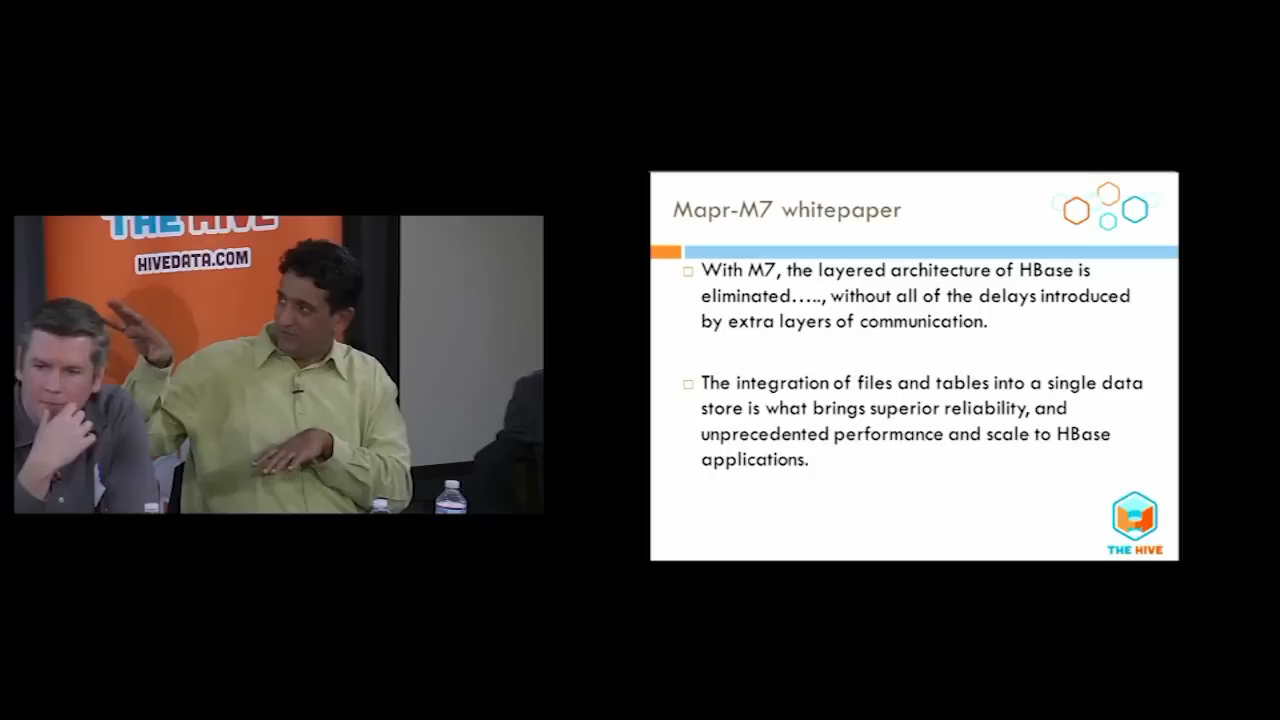 THE HIVE
HIVEDATA.COM
Mapr-M7 whitepaper
With M7, the layered architecture of HBase is
eliminated….., without all of the delays introduced
by extra layers of communication.
The integration of files and tables into a single data
store is what brings superior reliability, and
unprecedented performance and scale to HBase
applications.
THE HIVE